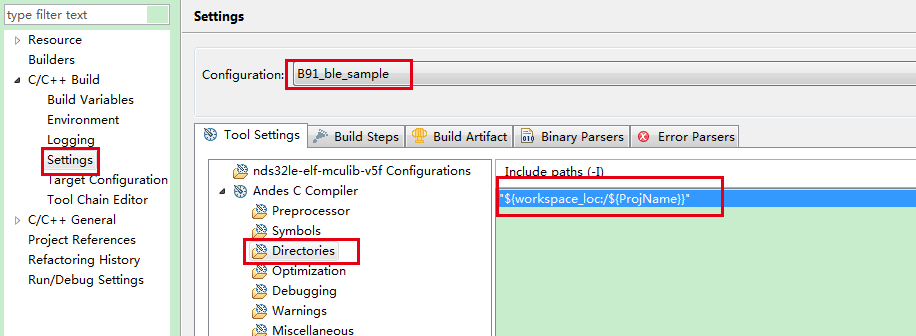 type filter text
Resource
Builders
C/C++ Build
Build Variables
Environment
Logging
Settings
Target Configuration
Tool Chain Editor
C/C++ General
Project References
Refactoring History
Run/Debug Settings
Settings
Configuration: B91_ble_sample
Tool Settings Build Steps Build Artifact Binary Parsers Error Parsers
nds32le-elf-mculib-v5f Configurations
Andes C Compiler
Preprocessor
Symbols
Directories
Optimization
Debugging
Warnings
Miscellaneous
Include paths (-I)
"${workspace_loc:/${ProjName}}"